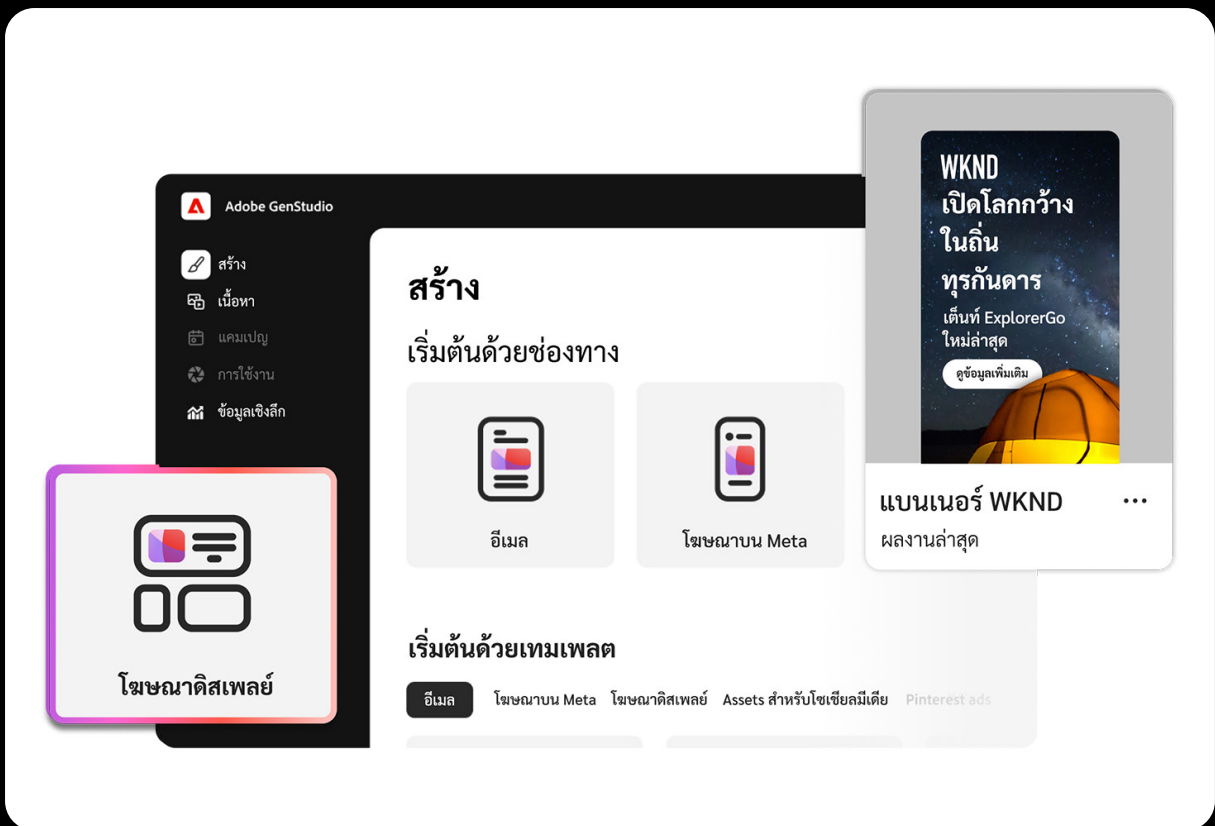 Adobe GenStudio
สร้าง
เนื้อหา
แคมเปญ
การใช้งาน
ข้อมูลเชิงลึก
สร้าง
เริ่มต้นด้วยช่องทาง
อีเมล
โฆษณาบน Meta
โฆษณาดิสเพลย์
เริ่มต้นด้วยเทมเพลต
อีเมล โฆษณาบน Meta โฆษณาดิสเพลย์ Assets สำหรับโซเชียลมีเดีย Pinterest ads
WKND
เปิดโลกกว้าง
ในถิ่น
ทุรกันดาร
เต็นท์ ExplorerGo
ใหม่ล่าสุด
ดูข้อมูลเพิ่มเติม
แบนเนอร์ WKND
ผลงานล่าสุด